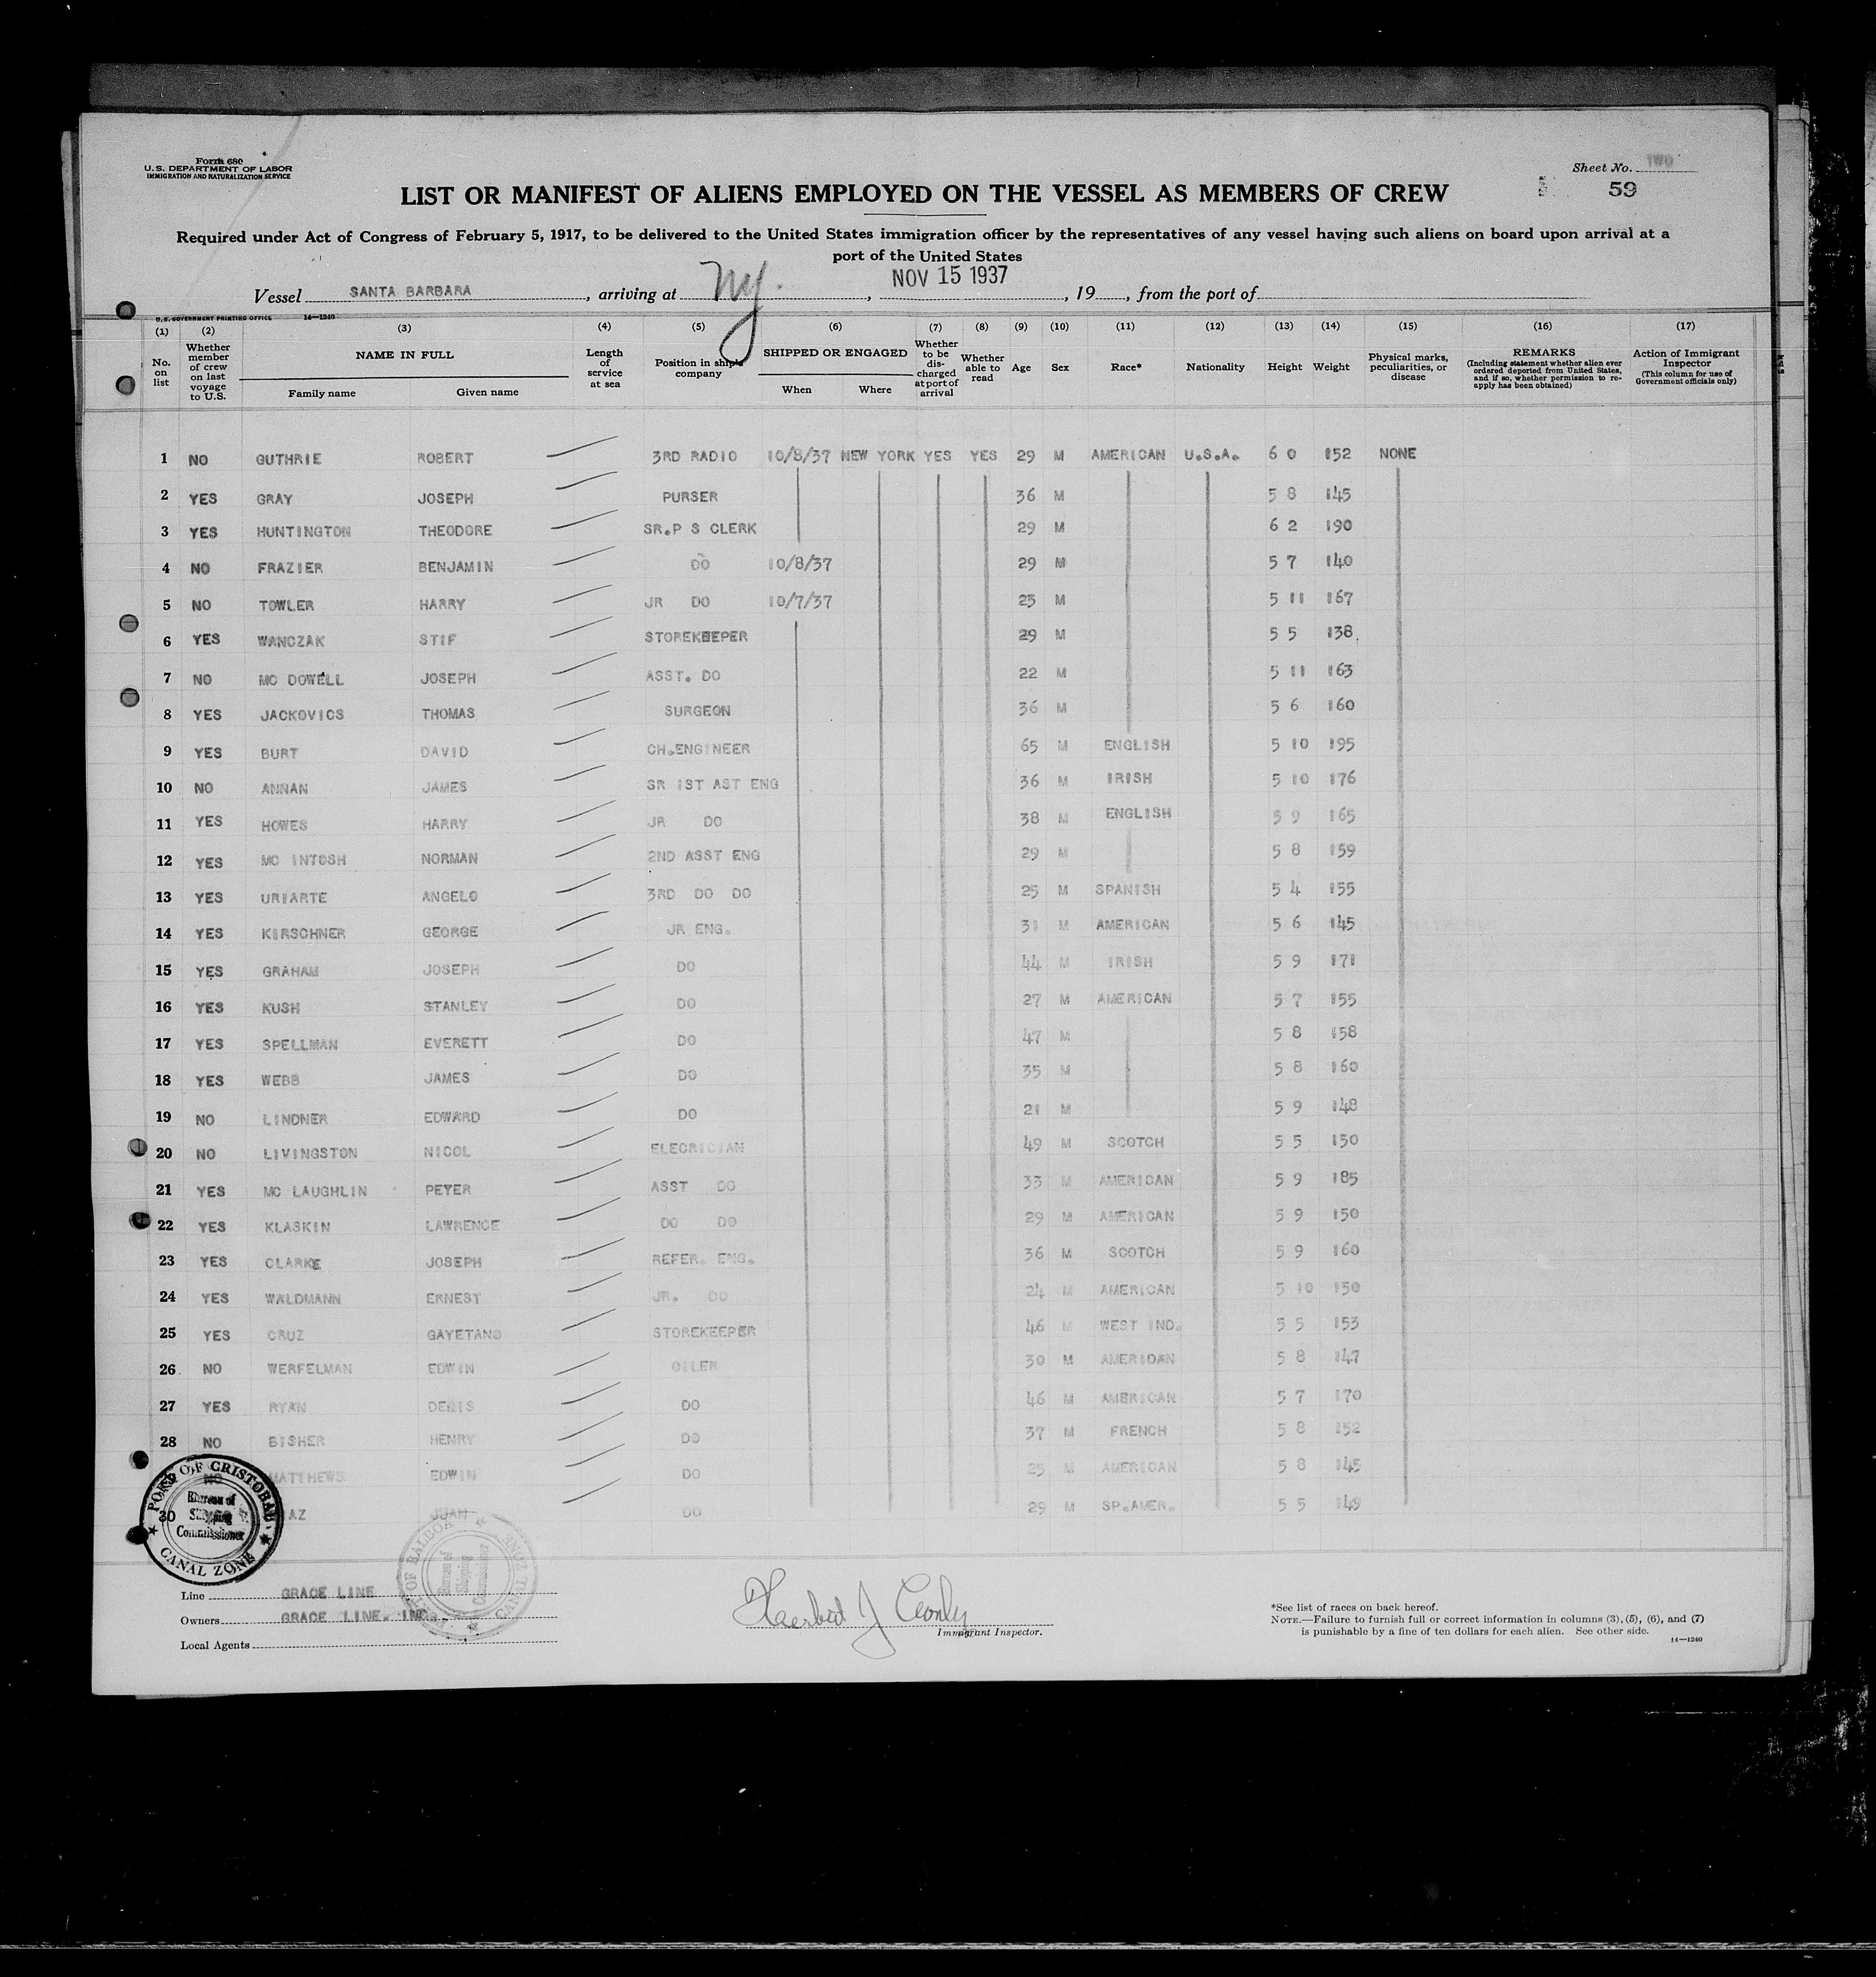 Form 680
U. S. DEPARTMENT OF LABOR
IMMIGRATION AND NATURALIZATION SERVICE
Sheet No. TWO
59
LIST OR MANIFEST OF ALIENS EMPLOYED ON THE VESSEL AS MEMBERS OF CREW
Required under Act of Congress of February 5, 1917, to be delivered to the United States immigration officer by the representatives of any vessel having such aliens on board upon arrival at a
port of the United States
Vessel SANTA BARBARA, arriving at NY., NOV 15 1937, 19, from the port of
U. S. GOVERNMENT PRINTING OFFICE 14—1240
(1) (2) (3) (4) (5) (6) (7) (8) (9) (10) (11) (12) (13) (14) (15) (16) (17)
No. on list
Whether member of crew on last voyage to U.S.
NAME IN FULL
Family name Given name
Length of service at sea
Position in ship's company
SHIPPED OR ENGAGED
When Where
Whether to be discharged at port of arrival
Whether able to read
Age
Sex
Race*
Nationality
Height
Weight
Physical marks, peculiarities, or disease
REMARKS
(Including statement whether alien ever ordered deported from United States, and if so, whether permission to reapply has been obtained)
Action of Immigrant Inspector
(This column for use of Government officials only)
1 NO GUTHRIE ROBERT 3RD RADIO 10/8/37 NEW YORK YES YES 29 M AMERICAN U.S.A. 6 0 152 NONE
2 YES GRAY JOSEPH PURSER 36 M 5 8 145
3 YES HUNTINGTON THEODORE SR.P S CLERK 29 M 6 2 190
4 NO FRAZIER BENJAMIN DO 10/8/37 29 M 5 7 140
5 NO TOWLER HARRY JR DO 10/7/37 23 M 5 11 167
6 YES WANCZAK STIF STOREKEEPER 29 M 5 5 138
7 NO MC DOWELL JOSEPH ASST. DO 22 M 5 11 163
8 YES JACKOVICS THOMAS SURGEON 36 M 5 6 160
9 YES BURT DAVID CH.ENGINEER 65 M ENGLISH 5 10 195
10 NO ANNAN JAMES SR 1ST AST ENG 36 M IRISH 5 10 176
11 YES HOWES HARRY JR DO 38 M ENGLISH 5 9 165
12 YES MC INTOSH NORMAN 2ND ASST ENG 29 M 5 8 159
13 YES URIARTE ANGELO 3RD DO DO 25 M SPANISH 5 4 155
14 YES KIRSCHNER GEORGE JR ENG. 31 M AMERICAN 5 6 145
15 YES GRAHAM JOSEPH DO 44 M IRISH 5 9 171
16 YES KUSH STANLEY DO 27 M AMERICAN 5 7 155
17 YES SPELLMAN EVERETT DO 47 M 5 8 158
18 YES WEBB JAMES DO 35 M 5 8 160
19 NO LINDNER EDWARD DO 21 M 5 9 148
20 NO LIVINGSTON NICOL ELECRICIAN 49 M SCOTCH 5 5 150
21 YES MC LAUGHLIN PETER ASST DO 33 M AMERICAN 5 9 185
22 YES KLASKIN LAWRENCE DO DO 29 M AMERICAN 5 9 150
23 YES CLARKE JOSEPH REFER. ENG. 36 M SCOTCH 5 9 160
24 YES WALDMANN ERNEST JR. DO 24 M AMERICAN 5 10 150
25 YES CRUZ GAYETANO STOREKEEPER 46 M WEST IND. 5 5 153
26 NO WERFELMAN EDWIN OILER 30 M AMERICAN 5 8 147
27 YES RYAN DENIS DO 46 M AMERICAN 5 7 170
28 NO BISHER HENRY DO 37 M FRENCH 5 8 152
NO MATTHEWS EDWIN DO 25 M AMERICAN 5 8 145
30 JUAN DO 29 M SP.AMER. 5 5 149
PORT OF CRISTOBAL
Bureau of Shipping Commissioner
CANAL ZONE
PORT OF BALBOA
Bureau of Shipping Commissioner
CANAL ZONE
Line GRACE LINE
Owners GRACE LINE, INC.
Local Agents
Immigrant Inspector.
*See list of races on back hereof.
NOTE.—Failure to furnish full or correct information in columns (3), (5), (6), and (7)
is punishable by a fine of ten dollars for each alien. See other side.
14—1240